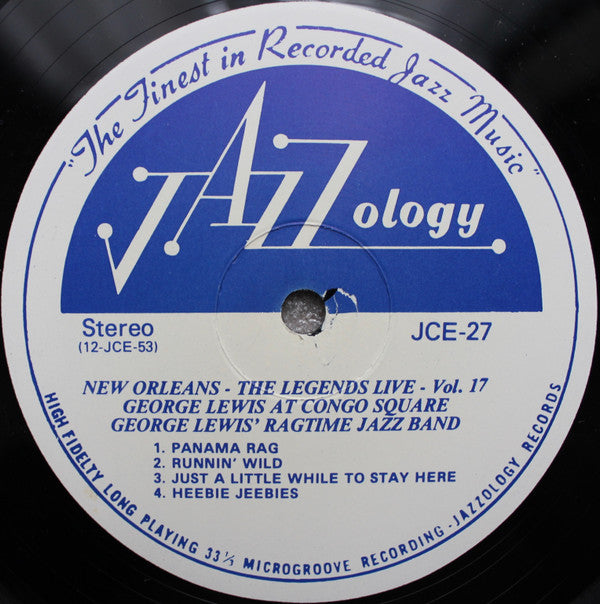 "The Finest in Recorded Jazz Music"
JAZZology
Stereo
(12-JCE-53)
JCE-27
NEW ORLEANS - THE LEGENDS LIVE - Vol. 17
GEORGE LEWIS AT CONGO SQUARE
GEORGE LEWIS' RAGTIME JAZZ BAND
1. PANAMA RAG
2. RUNNIN' WILD
3. JUST A LITTLE WHILE TO STAY HERE
4. HEEBIE JEEBIES
HIGH FIDELTY LONG PLAYING 33⅓ MICROGROOVE RECORDING - JAZZOLOGY RECORDS